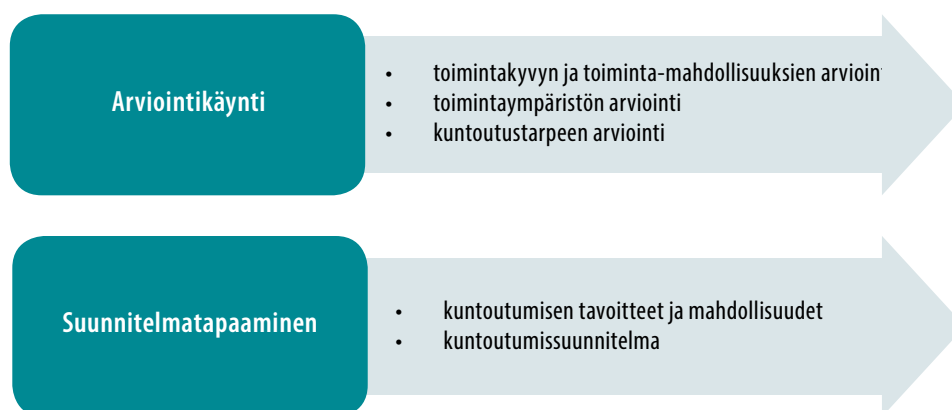 Arviointikäynti
• toimintakyvyn ja toiminta-mahdollisuuksien arvioin
• toimintaympäristön arviointi
• kuntoutustarpeen arviointi
Suunnitelmatapaaminen
• kuntoutumisen tavoitteet ja mahdollisuudet
• kuntoutumissuunnitelma